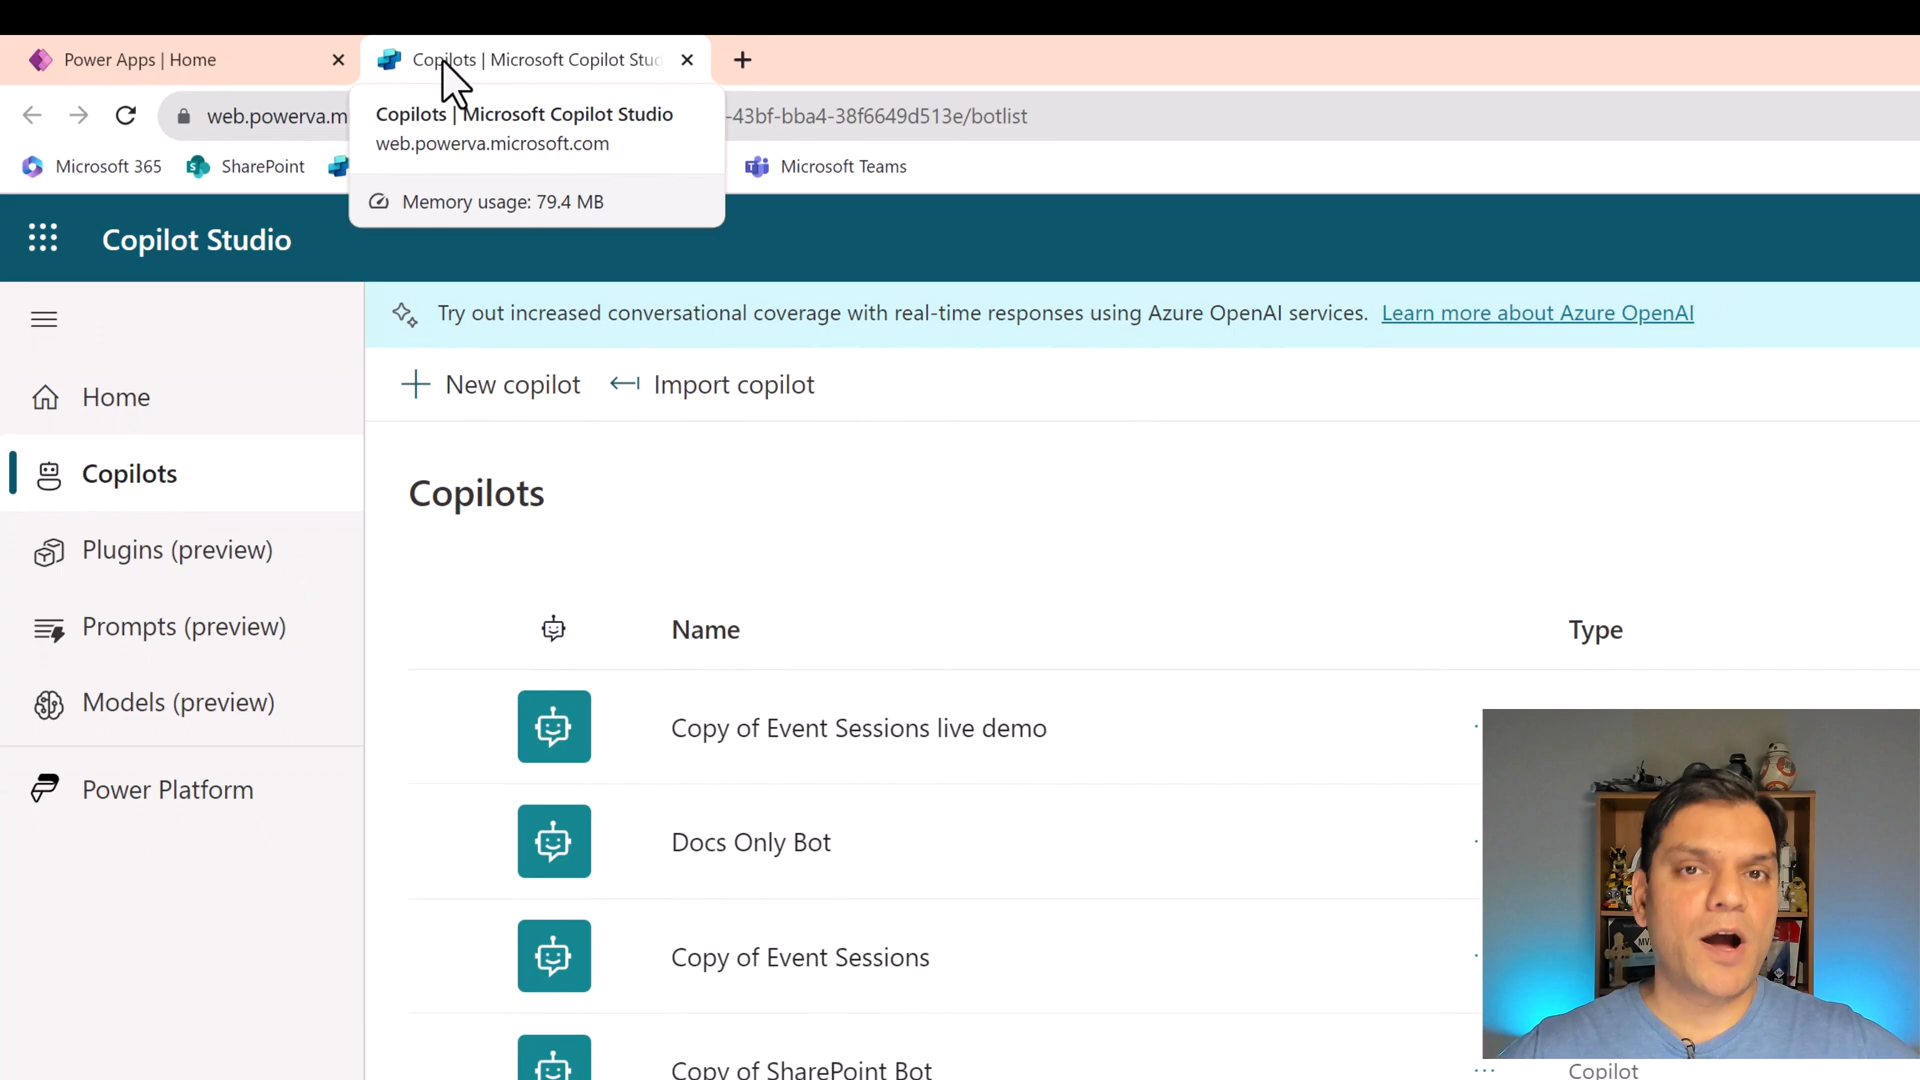 Power Apps | Home
Copilots | Microsoft Copilot Stud
web.powerva.m
-43bf-bba4-38f6649d513e/botlist
Copilots | Microsoft Copilot Studio
web.powerva.microsoft.com
Memory usage: 79.4 MB
Microsoft 365
SharePoint
Microsoft Teams
Copilot Studio
Try out increased conversational coverage with real-time responses using Azure OpenAI services. Learn more about Azure OpenAI
New copilot
Import copilot
Home
Copilots
Plugins (preview)
Prompts (preview)
Models (preview)
Power Platform
Copilots
Name
Type
Copy of Event Sessions live demo
Docs Only Bot
Copy of Event Sessions
Copy of SharePoint Bot
Copilot